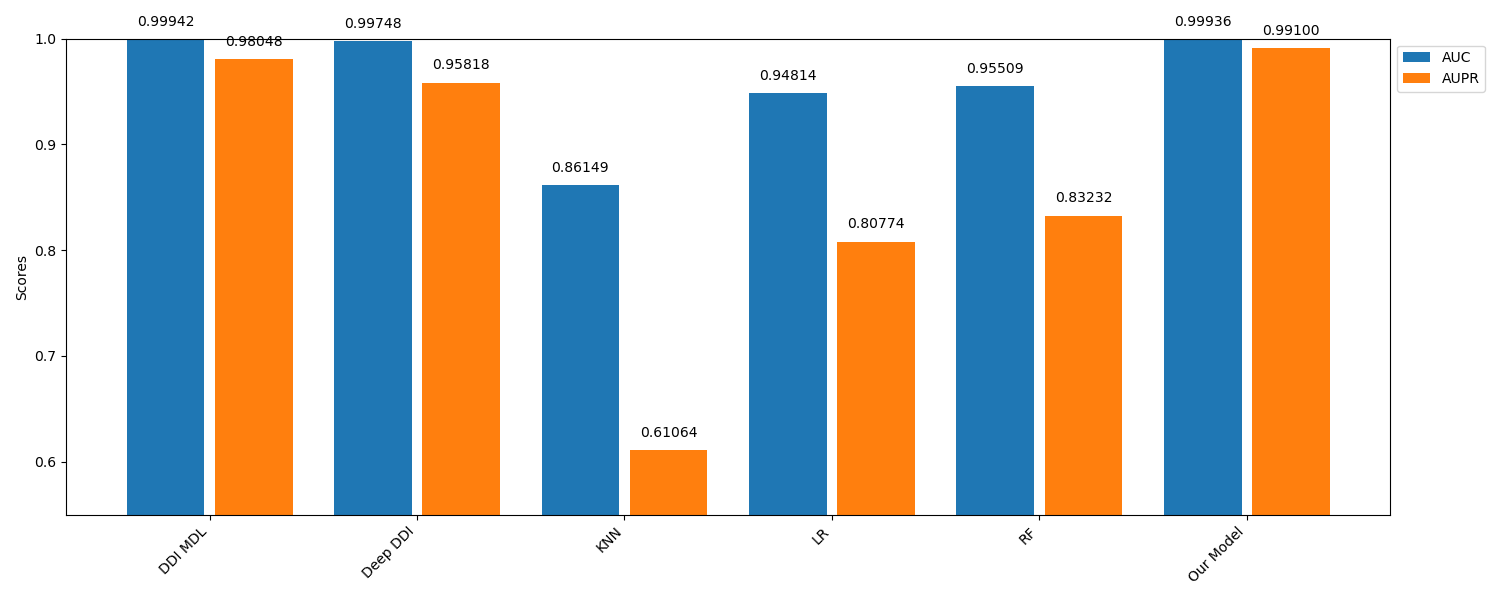 0.99942
0.99748
0.99936
0.98048
0.99100
1.0
0.95818
0.94814
0.95509
AUC
AUPR
0.9
0.86149
0.83232
0.80774
0.8
Scores
0.7
0.61064
0.6
DDI MDL
Deep DDI
KNN
LR
RF
Our Model